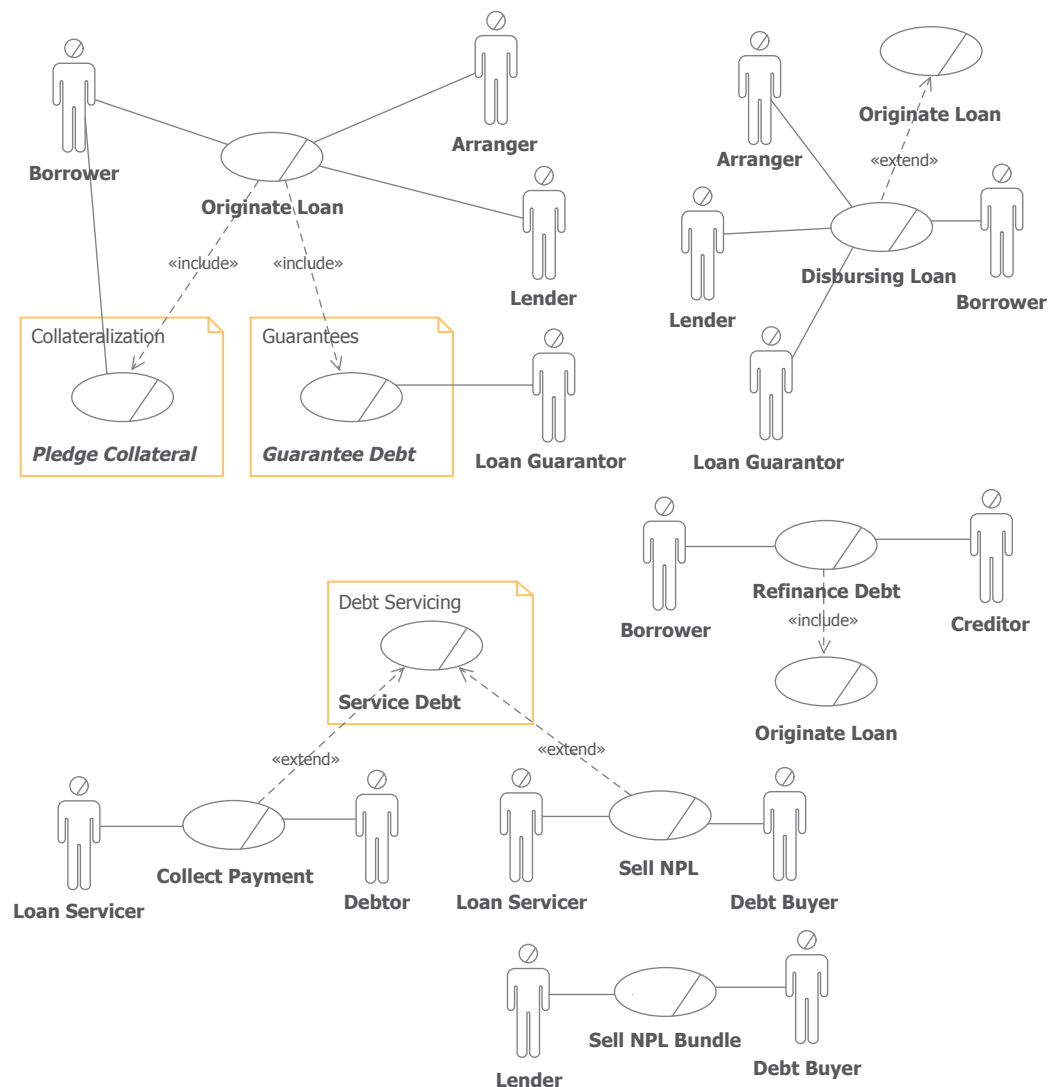 Originate Loan
Arranger
Arranger
Borrower
«extend»
Originate Loan
«include»
«include»
Disbursing Loan
Lender
Borrower
Lender
Collateralization
Guarantees
Pledge Collateral
Guarantee Debt
Loan Guarantor
Loan Guarantor
Debt Servicing
Refinance Debt
Borrower
«include»
Creditor
Service Debt
Originate Loan
«extend»
«extend»
Collect Payment
Sell NPL
Loan Servicer
Debtor
Loan Servicer
Debt Buyer
Sell NPL Bundle
Debt Buyer
Lender